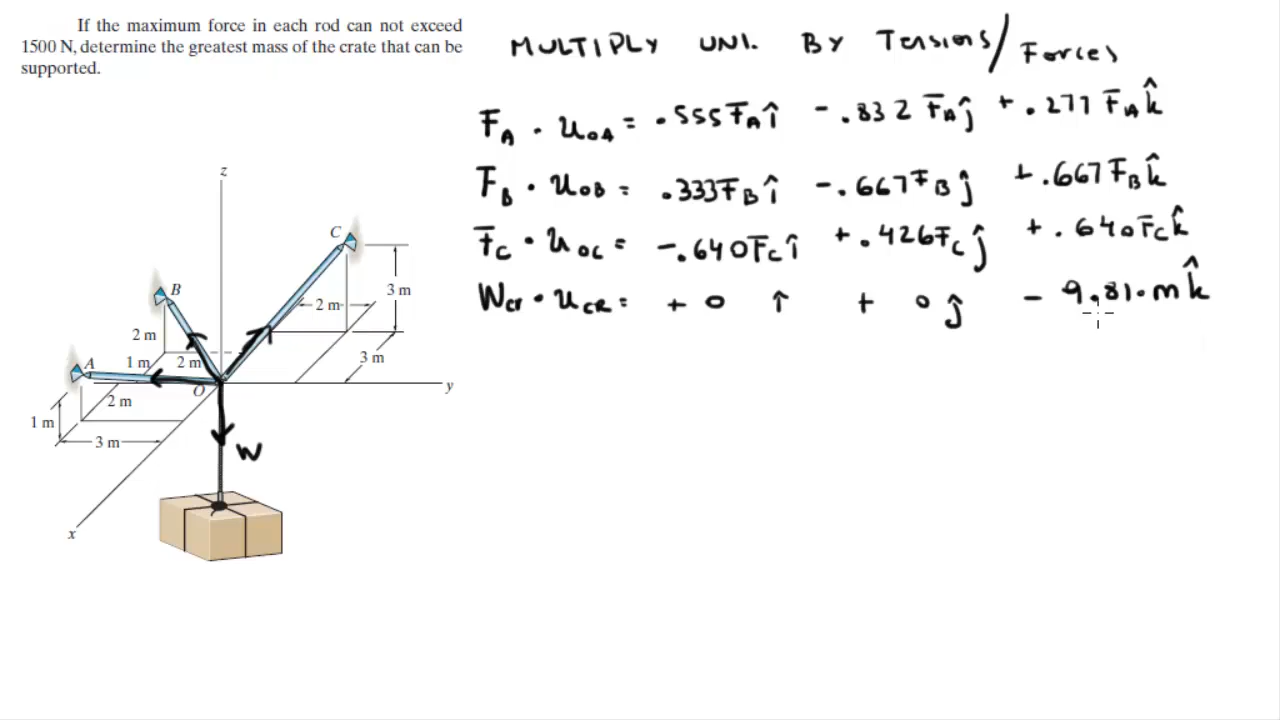 If the maximum force in each rod can not exceed
1500 N, determine the greatest mass of the crate that can be
supported.
MULTIPLY UNI. BY Tensions/Forces
F_A · u_OA = .555F_A î - .832 F_A ĵ + .277 F_A k̂
F_B · u_OB = .333F_B î - .667F_B ĵ + .667F_B k̂
F_C · u_OC = -.640F_C î + .426F_C ĵ + .640F_C k̂
W_cr · u_CR = + 0 î + 0 ĵ - 9.81·m k̂
z
C
3 m
2 m
B
2 m
3 m
1 m
2 m
A
O
y
2 m
1 m
3 m
W
x